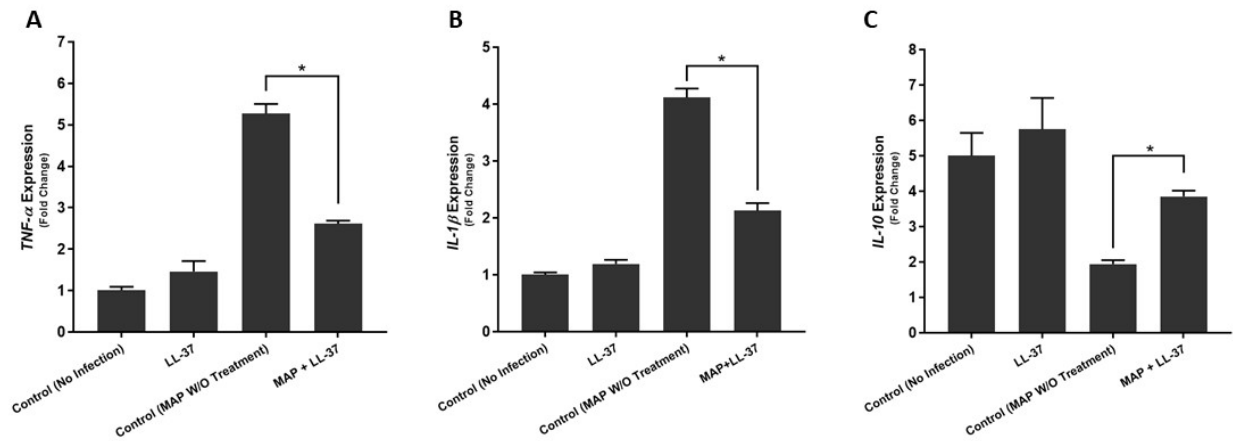 A
TNF-α Expression
(Fold Change)
7
6
5
4
3
2
1
0
*
Control (No Infection)
LL-37
Control (MAP W/O Treatment)
MAP + LL-37
B
IL-1β Expression
(Fold Change)
5
4
3
2
1
0
*
Control (No Infection)
LL-37
Control (MAP W/O Treatment)
MAP+LL-37
C
IL-10 Expression
(Fold Change)
8
7
6
5
4
3
2
1
0
*
Control (No Infection)
LL-37
Control (MAP W/O Treatment)
MAP + LL-37